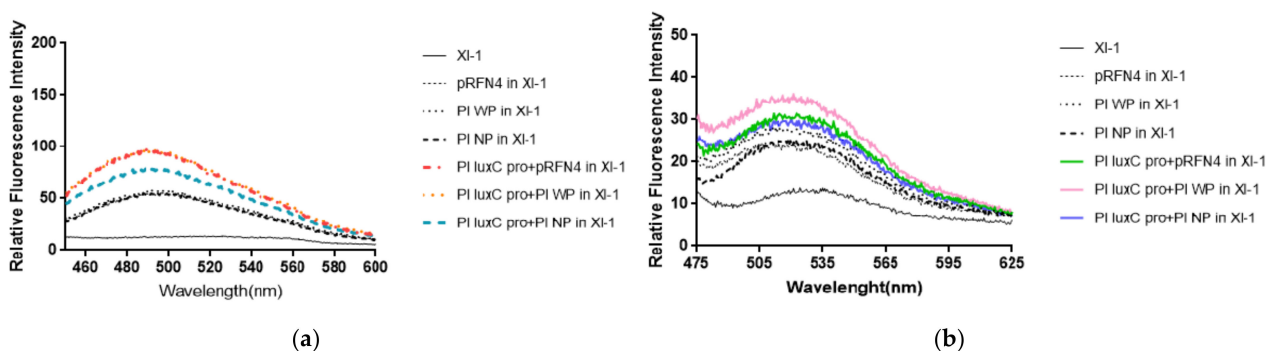 Relative Fluorescence Intensity
200
150
100
50
0
460 480 500 520 540 560 580 600
Wavelength(nm)
Xl-1
pRFN4 in Xl-1
Pl WP in Xl-1
Pl NP in Xl-1
Pl luxC pro+pRFN4 in Xl-1
Pl luxC pro+Pl WP in Xl-1
Pl luxC pro+Pl NP in Xl-1
(a)
Relative Fluorescence Intensity
50
40
30
20
10
0
475 505 535 565 595 625
Wavelenght(nm)
Xl-1
pRFN4 in Xl-1
Pl WP in Xl-1
Pl NP in Xl-1
Pl luxC pro+pRFN4 in Xl-1
Pl luxC pro+Pl WP in Xl-1
Pl luxC pro+Pl NP in Xl-1
(b)